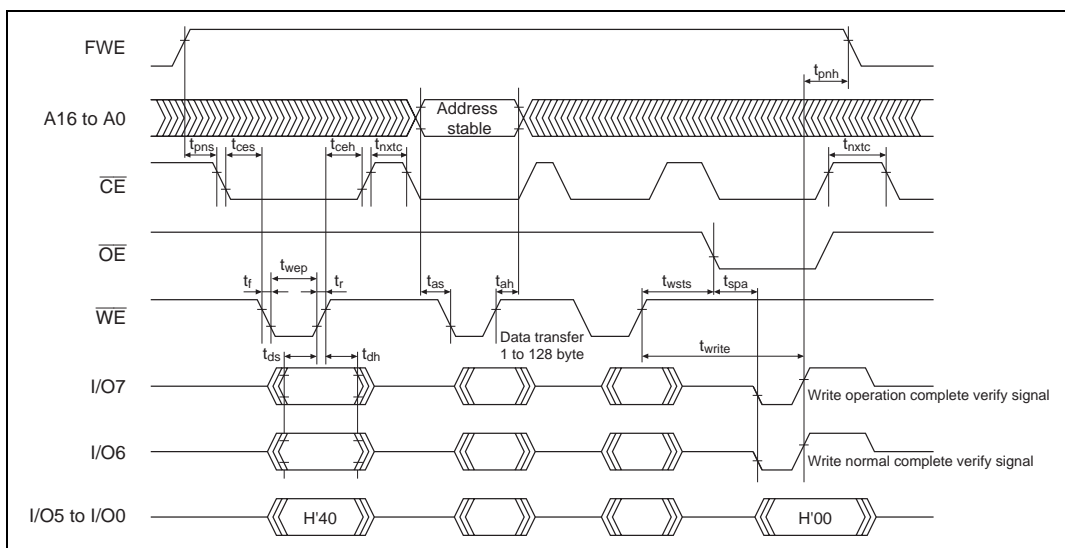 FWE
tpnh
A16 to A0
Address
stable
tpns
tces
tceh
tnxtc
tnxtc
CE
OE
twep
tf
tr
tas
tah
twsts
tspa
WE
Data transfer
1 to 128 byte
twrite
tds
tdh
I/O7
Write operation complete verify signal
I/O6
Write normal complete verify signal
I/O5 to I/O0
H'40
H'00